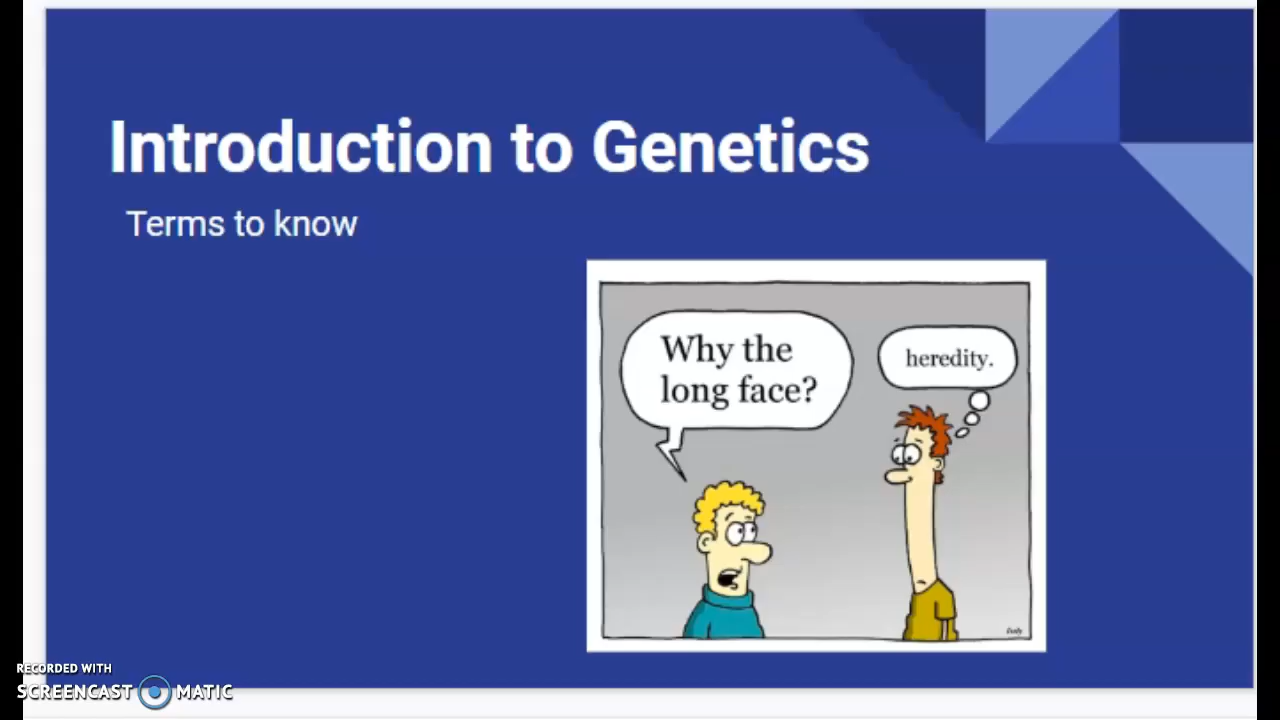 Introduction to Genetics
Terms to know
Why the
long face?
heredity.
RECORDED WITH
SCREENCAST MATIC